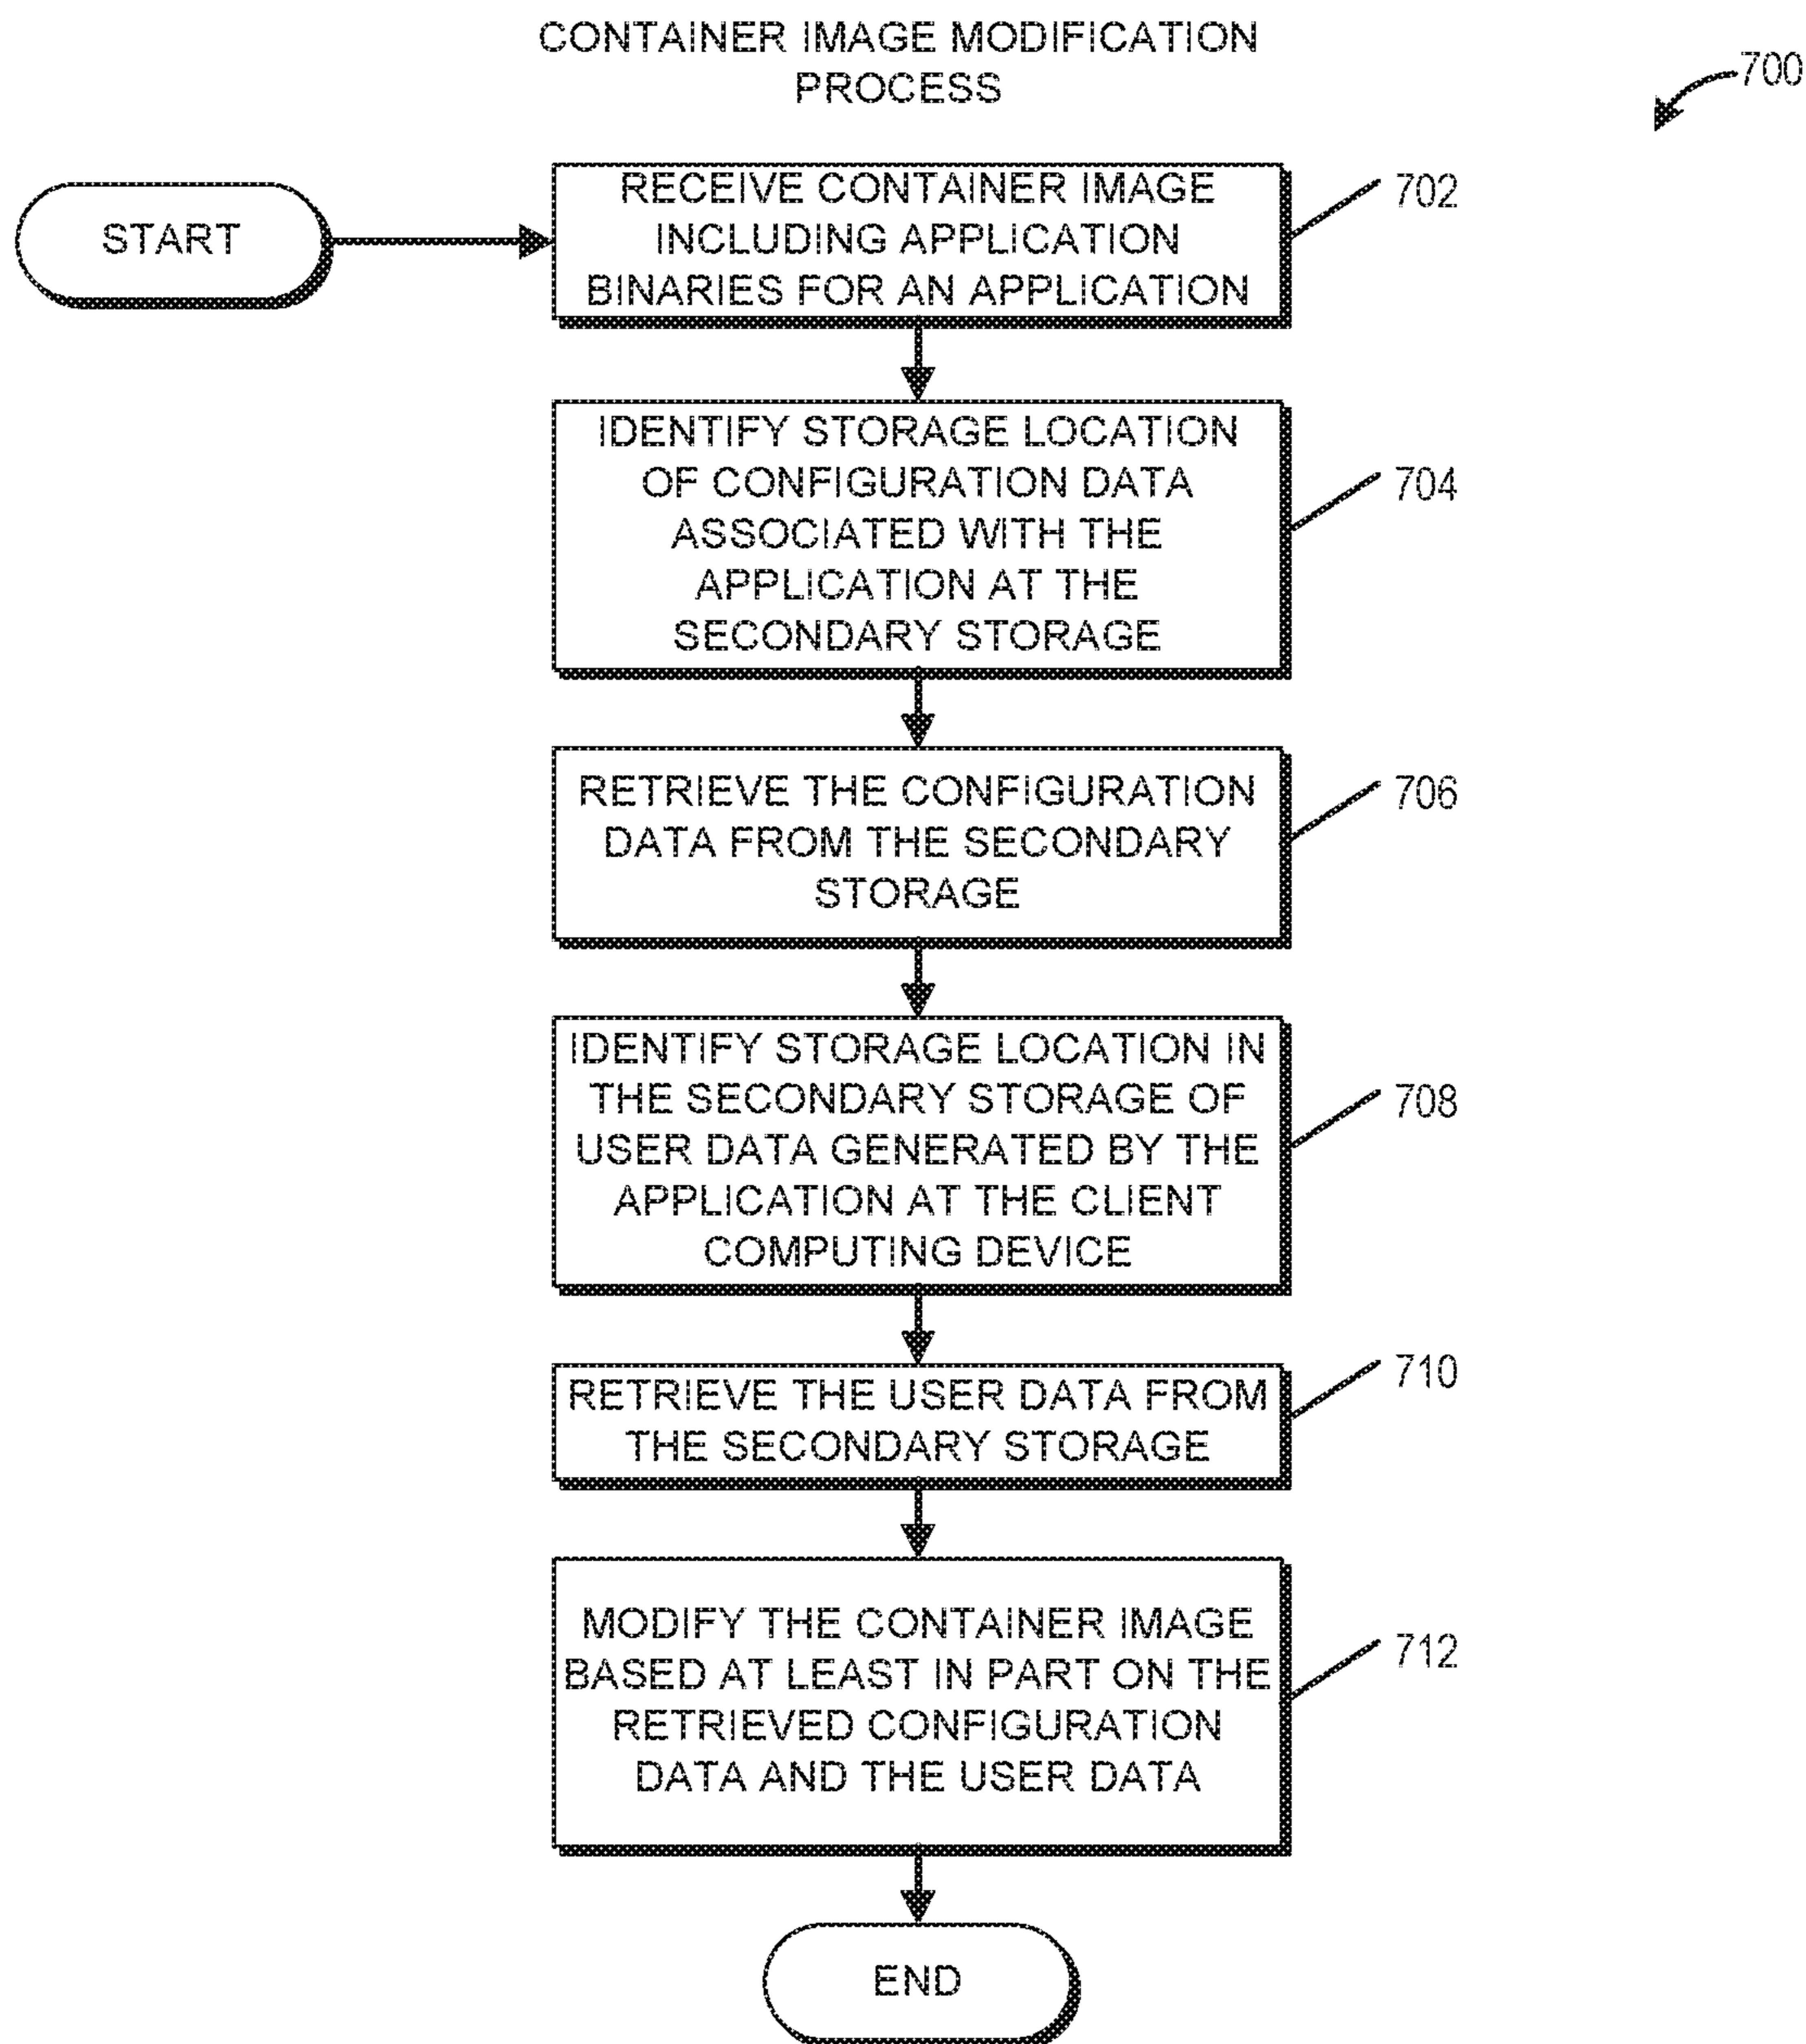 CONTAINER IMAGE MODIFICATION
PROCESS
700
START
RECEIVE CONTAINER IMAGE
INCLUDING APPLICATION
BINARIES FOR AN APPLICATION
702
IDENTIFY STORAGE LOCATION
OF CONFIGURATION DATA
ASSOCIATED WITH THE
APPLICATION AT THE
SECONDARY STORAGE
704
RETRIEVE THE CONFIGURATION
DATA FROM THE SECONDARY
STORAGE
706
IDENTIFY STORAGE LOCATION IN
THE SECONDARY STORAGE OF
USER DATA GENERATED BY THE
APPLICATION AT THE CLIENT
COMPUTING DEVICE
708
RETRIEVE THE USER DATA FROM
THE SECONDARY STORAGE
710
MODIFY THE CONTAINER IMAGE
BASED AT LEAST IN PART ON THE
RETRIEVED CONFIGURATION
DATA AND THE USER DATA
712
END